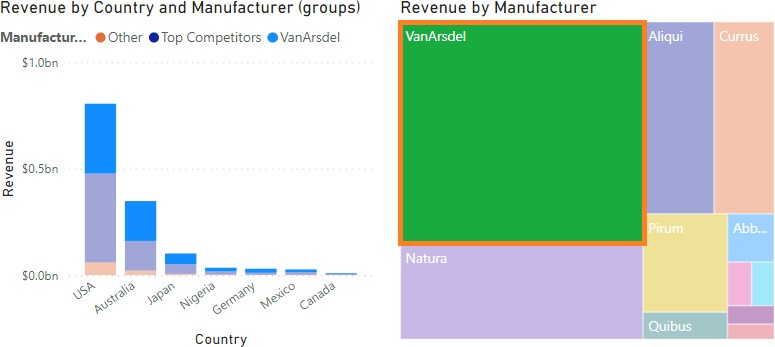 Revenue by Country and Manufacturer (groups)
Manufactur... Other Top Competitors VanArsdel
$1.0bn
$0.5bn
$0.0bn
Revenue
USA
Australia
Japan
Nigeria
Germany
Mexico
Canada
Country
Revenue by Manufacturer
VanArsdel
Aliqui
Currus
Natura
Pirum
Abb...
Quibus